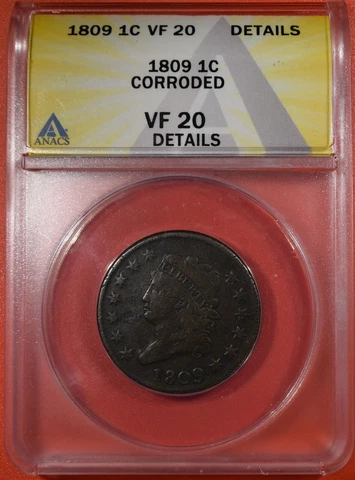 1809 1C VF 20 DETAILS
1809 1C
CORRODED
VF 20
DETAILS
ANACS
LIBERTY
1809